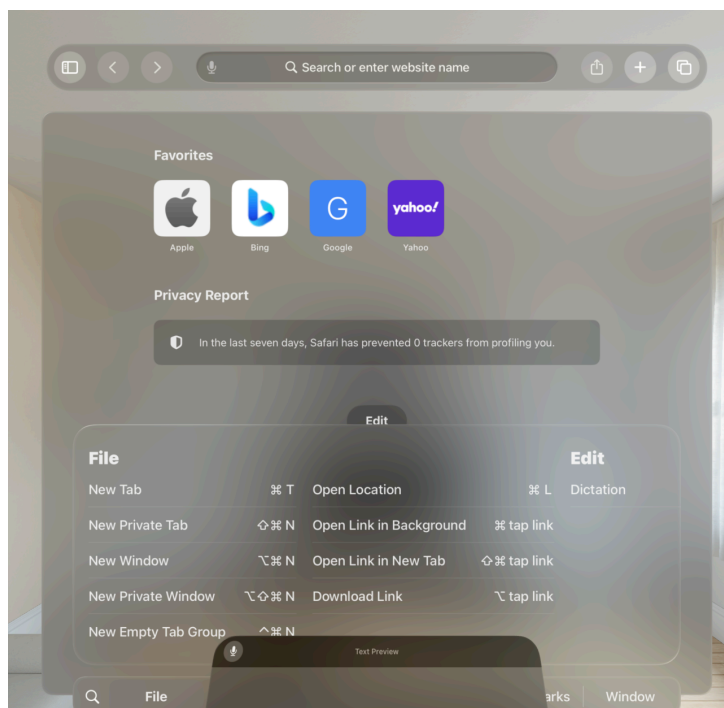 Search or enter website name
Favorites
G
yahoo!
Apple Bing Google Yahoo
Privacy Report
In the last seven days, Safari has prevented 0 trackers from profiling you.
Edit
File Edit
New Tab ⌘ T Open Location ⌘ L Dictation
New Private Tab ⇧⌘ N Open Link in Background ⌘ tap link
New Window ⌥⌘ N Open Link in New Tab ⇧⌘ tap link
New Private Window ⌥⇧⌘ N Download Link ⌥ tap link
New Empty Tab Group ^⌘ N
Text Preview
File arks Window